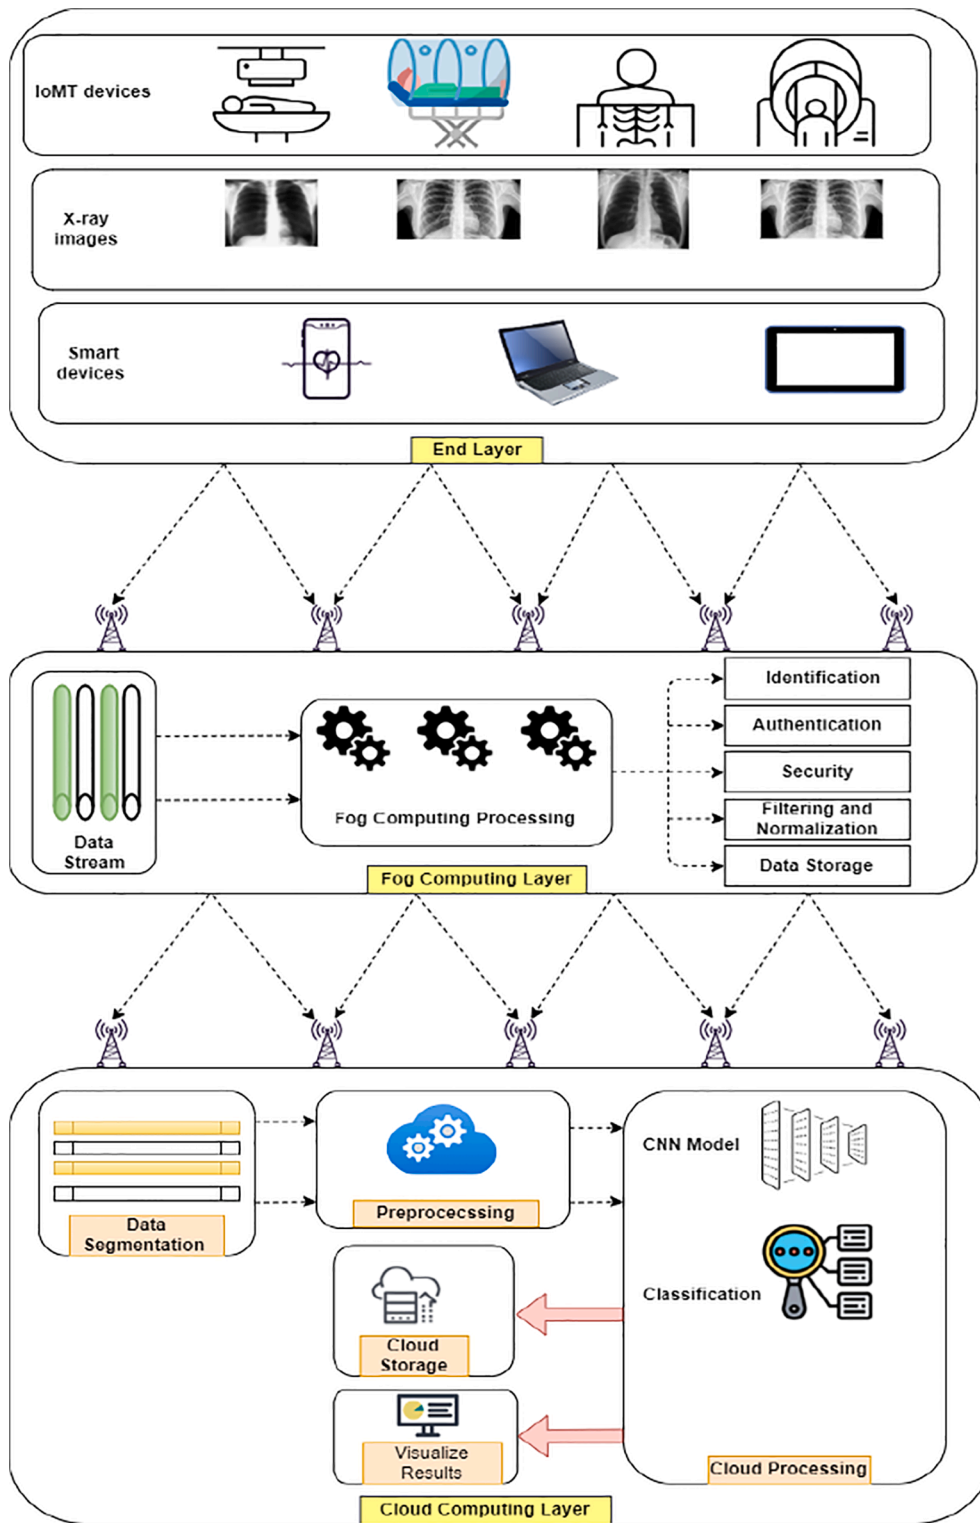 IoMT devices
X-ray
images
Smart
devices
End Layer
Data
Stream
Fog Computing Processing
Identification
Authentication
Security
Filtering and
Normalization
Data Storage
Fog Computing Layer
Data
Segmentation
Preprocecssing
CNN Model
Classification
Cloud
Storage
Visualize
Results
Cloud Processing
Cloud Computing Layer